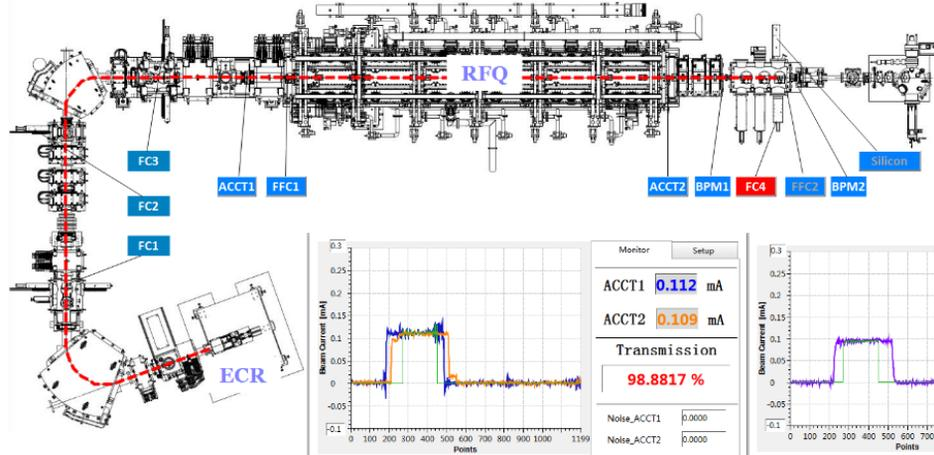 RFQ
FC3
ACCT1
FFC1
ACCT2
BPM1
FC4
FFC2
BPM2
Silicon
FC2
FC1
ECR
0.3
0.25
0.2
0.15
0.1
0.05
0
-0.05
-0.1
Beam Current [mA]
0 100 200 300 400 500 600 700 800 900 1000 1199
Points
Monitor
Setup
ACCT1 0.112 mA
ACCT2 0.109 mA
Transmission
98.8817 %
Noise_ACCT1 0.0000
Noise_ACCT2 0.0000
0.3
0.25
0.2
0.15
0.1
0.05
0
-0.05
-0.1
Beam Current [mA]
0 100 200 300 400 500 600 700
Points